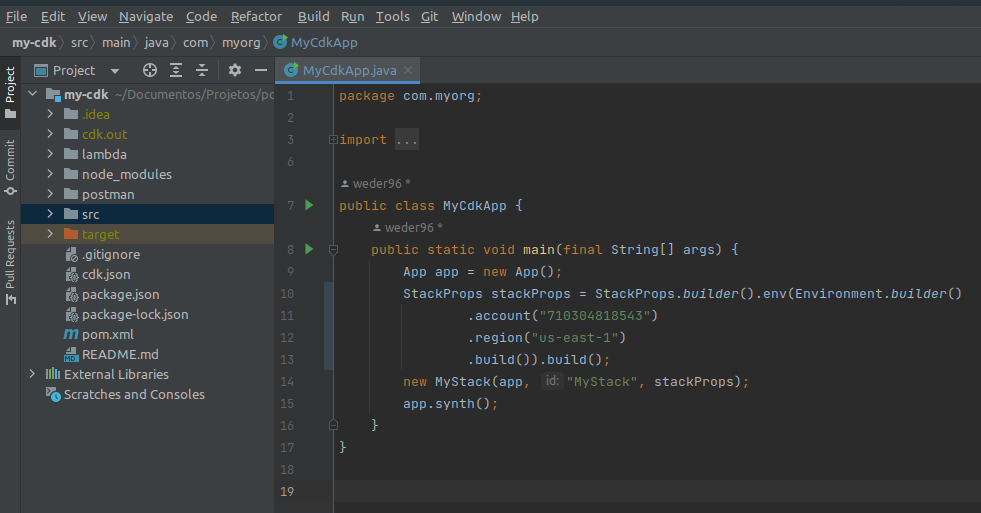 File Edit View Navigate Code Refactor Build Run Tools Git Window Help
my-cdk src main java com myorg MyCdkApp
Project
Commit
Pull Requests
Project
my-cdk ~/Documentos/Projetos/po
.idea
cdk.out
lambda
node_modules
postman
src
target
.gitignore
cdk.json
package.json
package-lock.json
pom.xml
README.md
External Libraries
Scratches and Consoles
MyCdkApp.java
1 package com.myorg;
2
3 import ...
6
weder96 *
7 public class MyCdkApp {
weder96 *
8 public static void main(final String[] args) {
9 App app = new App();
10 StackProps stackProps = StackProps.builder().env(Environment.builder()
11 .account("710304818543")
12 .region("us-east-1")
13 .build()).build();
14 new MyStack(app, id: "MyStack", stackProps);
15 app.synth();
16 }
17 }
18
19